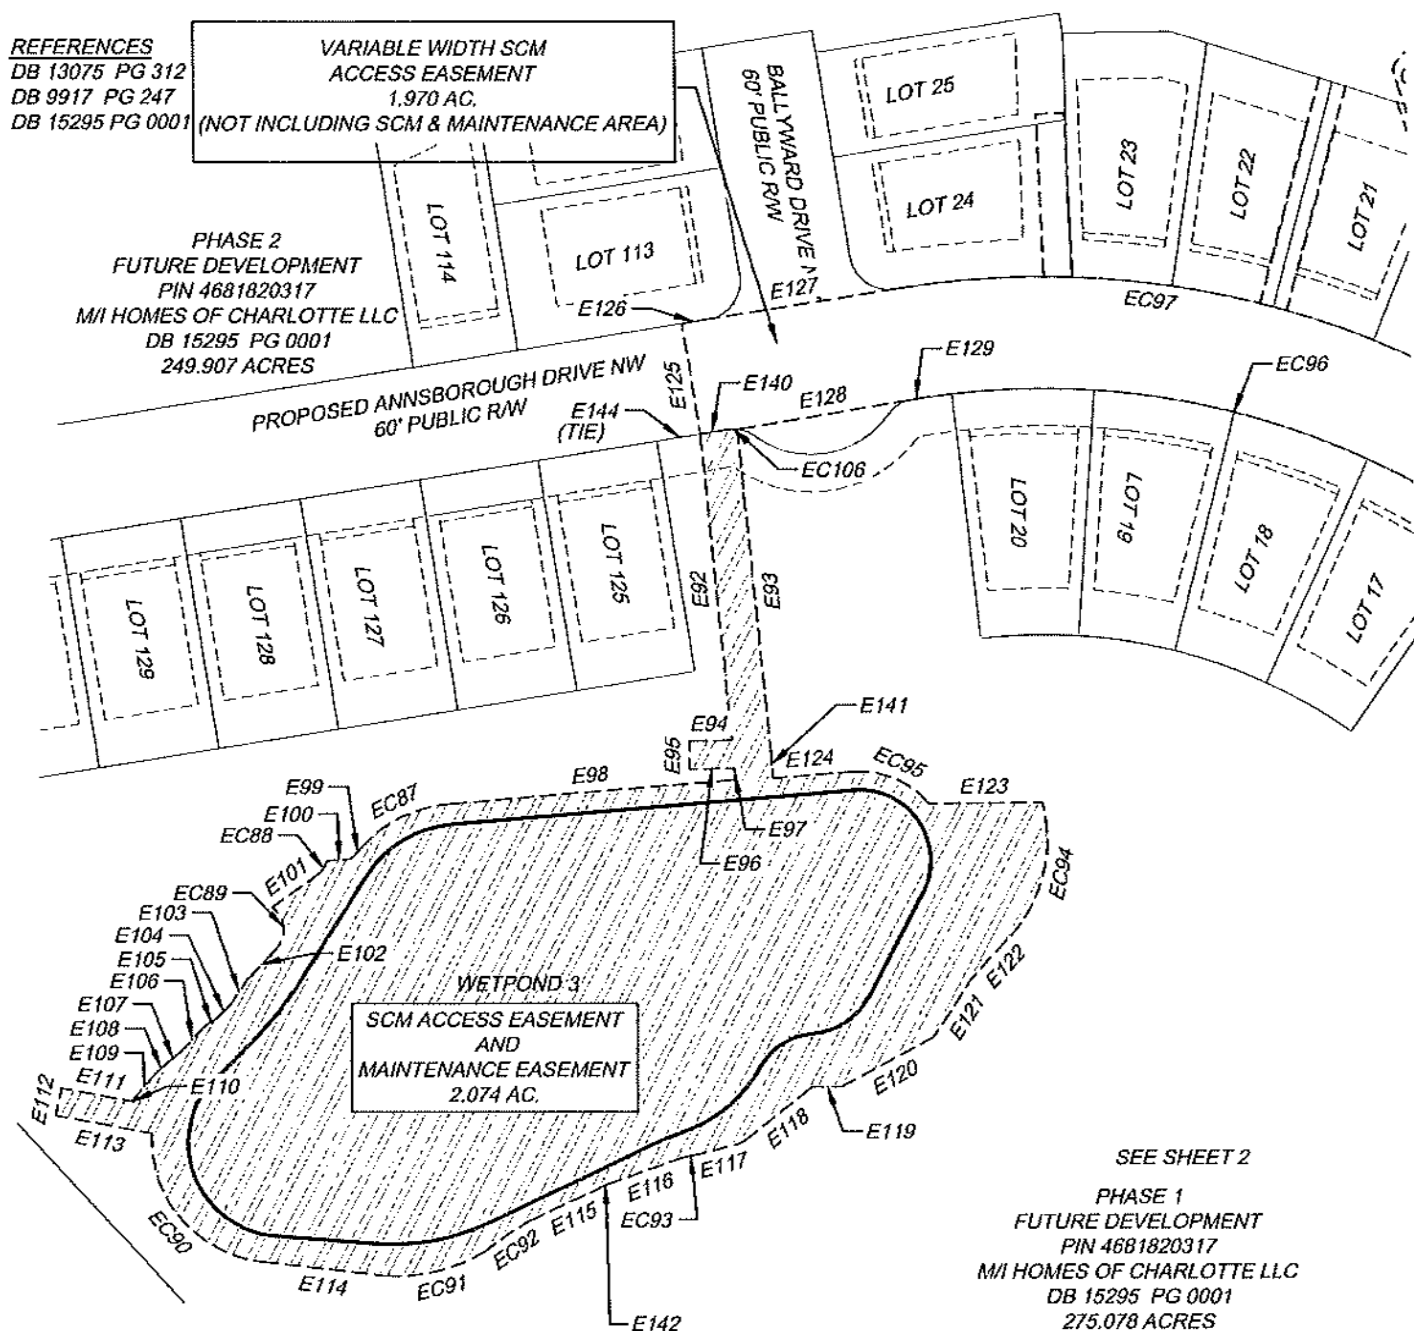 REFERENCES
DB 13075 PG 312
DB 9917 PG 247
DB 15295 PG 0001
VARIABLE WIDTH SCM
ACCESS EASEMENT
1.970 AC.
(NOT INCLUDING SCM & MAINTENANCE AREA)
BALLYWARD DRIVE
60' PUBLIC R/W
LOT 25
LOT 24
LOT 23
LOT 22
LOT 21
LOT 114
LOT 113
PHASE 2
FUTURE DEVELOPMENT
PIN 4681820317
M/I HOMES OF CHARLOTTE LLC
DB 15295 PG 0001
249.907 ACRES
E126
E127
EC97
E125
E140
E128
E129
EC96
PROPOSED ANNSBOROUGH DRIVE NW
60' PUBLIC R/W
E144
(TIE)
EC106
LOT 129
LOT 128
LOT 127
LOT 126
LOT 125
E92
E93
LOT 20
LOT 19
LOT 18
LOT 17
E94
E95
E141
E124
EC95
E123
E98
E99
EC87
E100
EC88
E101
E97
E96
EC94
EC89
E103
E104
E105
E106
E107
E108
E109
E102
E110
E111
E112
E113
E122
E121
E120
E119
E118
E117
WETPOND 3
SCM ACCESS EASEMENT
AND
MAINTENANCE EASEMENT
2.074 AC.
E116
EC93
E115
EC92
EC91
E114
EC90
E142
SEE SHEET 2
PHASE 1
FUTURE DEVELOPMENT
PIN 4681820317
M/I HOMES OF CHARLOTTE LLC
DB 15295 PG 0001
275.078 ACRES